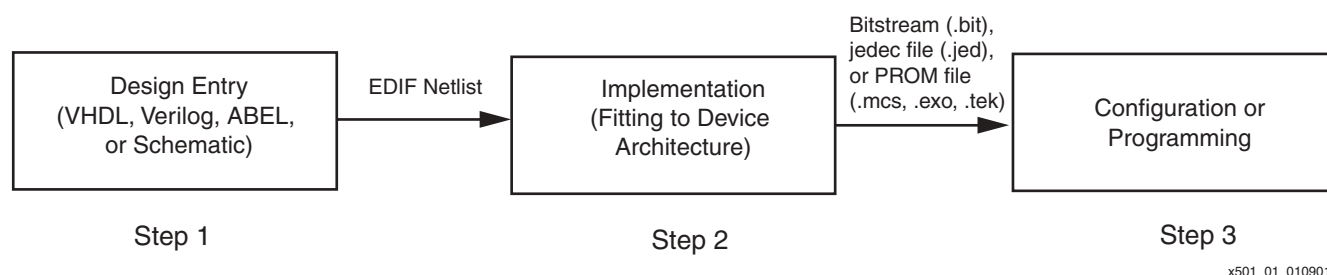 Design Entry
(VHDL, Verilog, ABEL,
or Schematic)
EDIF Netlist
Implementation
(Fitting to Device
Architecture)
Bitstream (.bit),
jedec file (.jed),
or PROM file
(.mcs, .exo, .tek)
Configuration or
Programming
Step 1
Step 2
Step 3
x501_01_010901